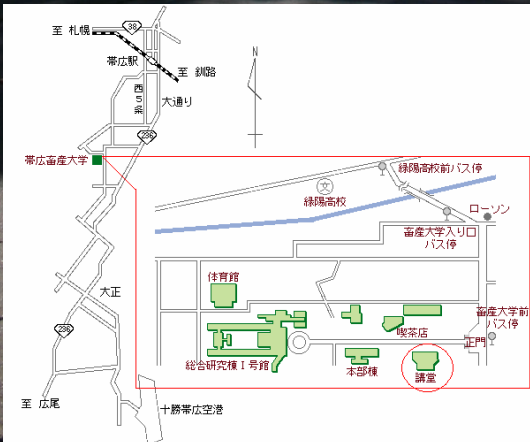 38
至 札幌
帯広駅
至 釧路
西5条
大通り
N
236
帯広畜産大学
緑陽高校前バス停
緑陽高校
ローソン
畜産大学入り口
バス停
体育館
大正
畜産大学前
バス停
喫茶店
236
正門
総合研究棟Ⅰ号館
本部棟
講堂
至 広尾
十勝帯広空港